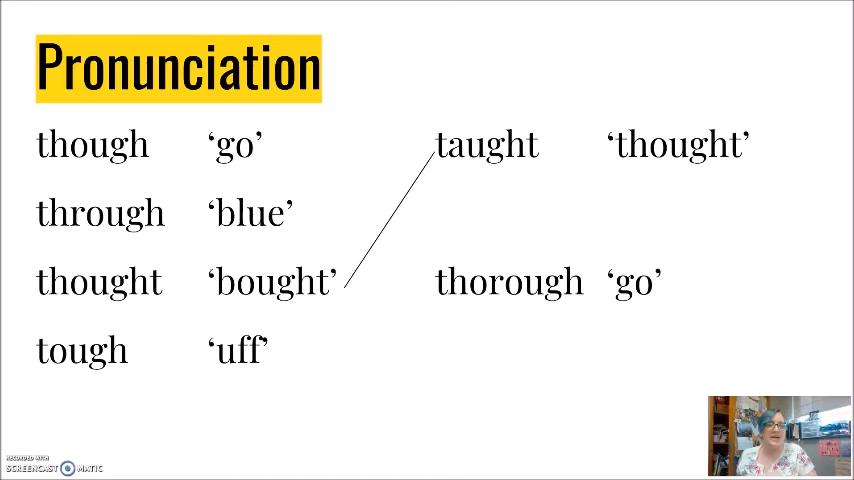 Pronunciation
though ‘go’ taught ‘thought’
through ‘blue’
thought ‘bought’ thorough ‘go’
tough ‘uff’
RECORDED WITH
SCREENCAST MATIC